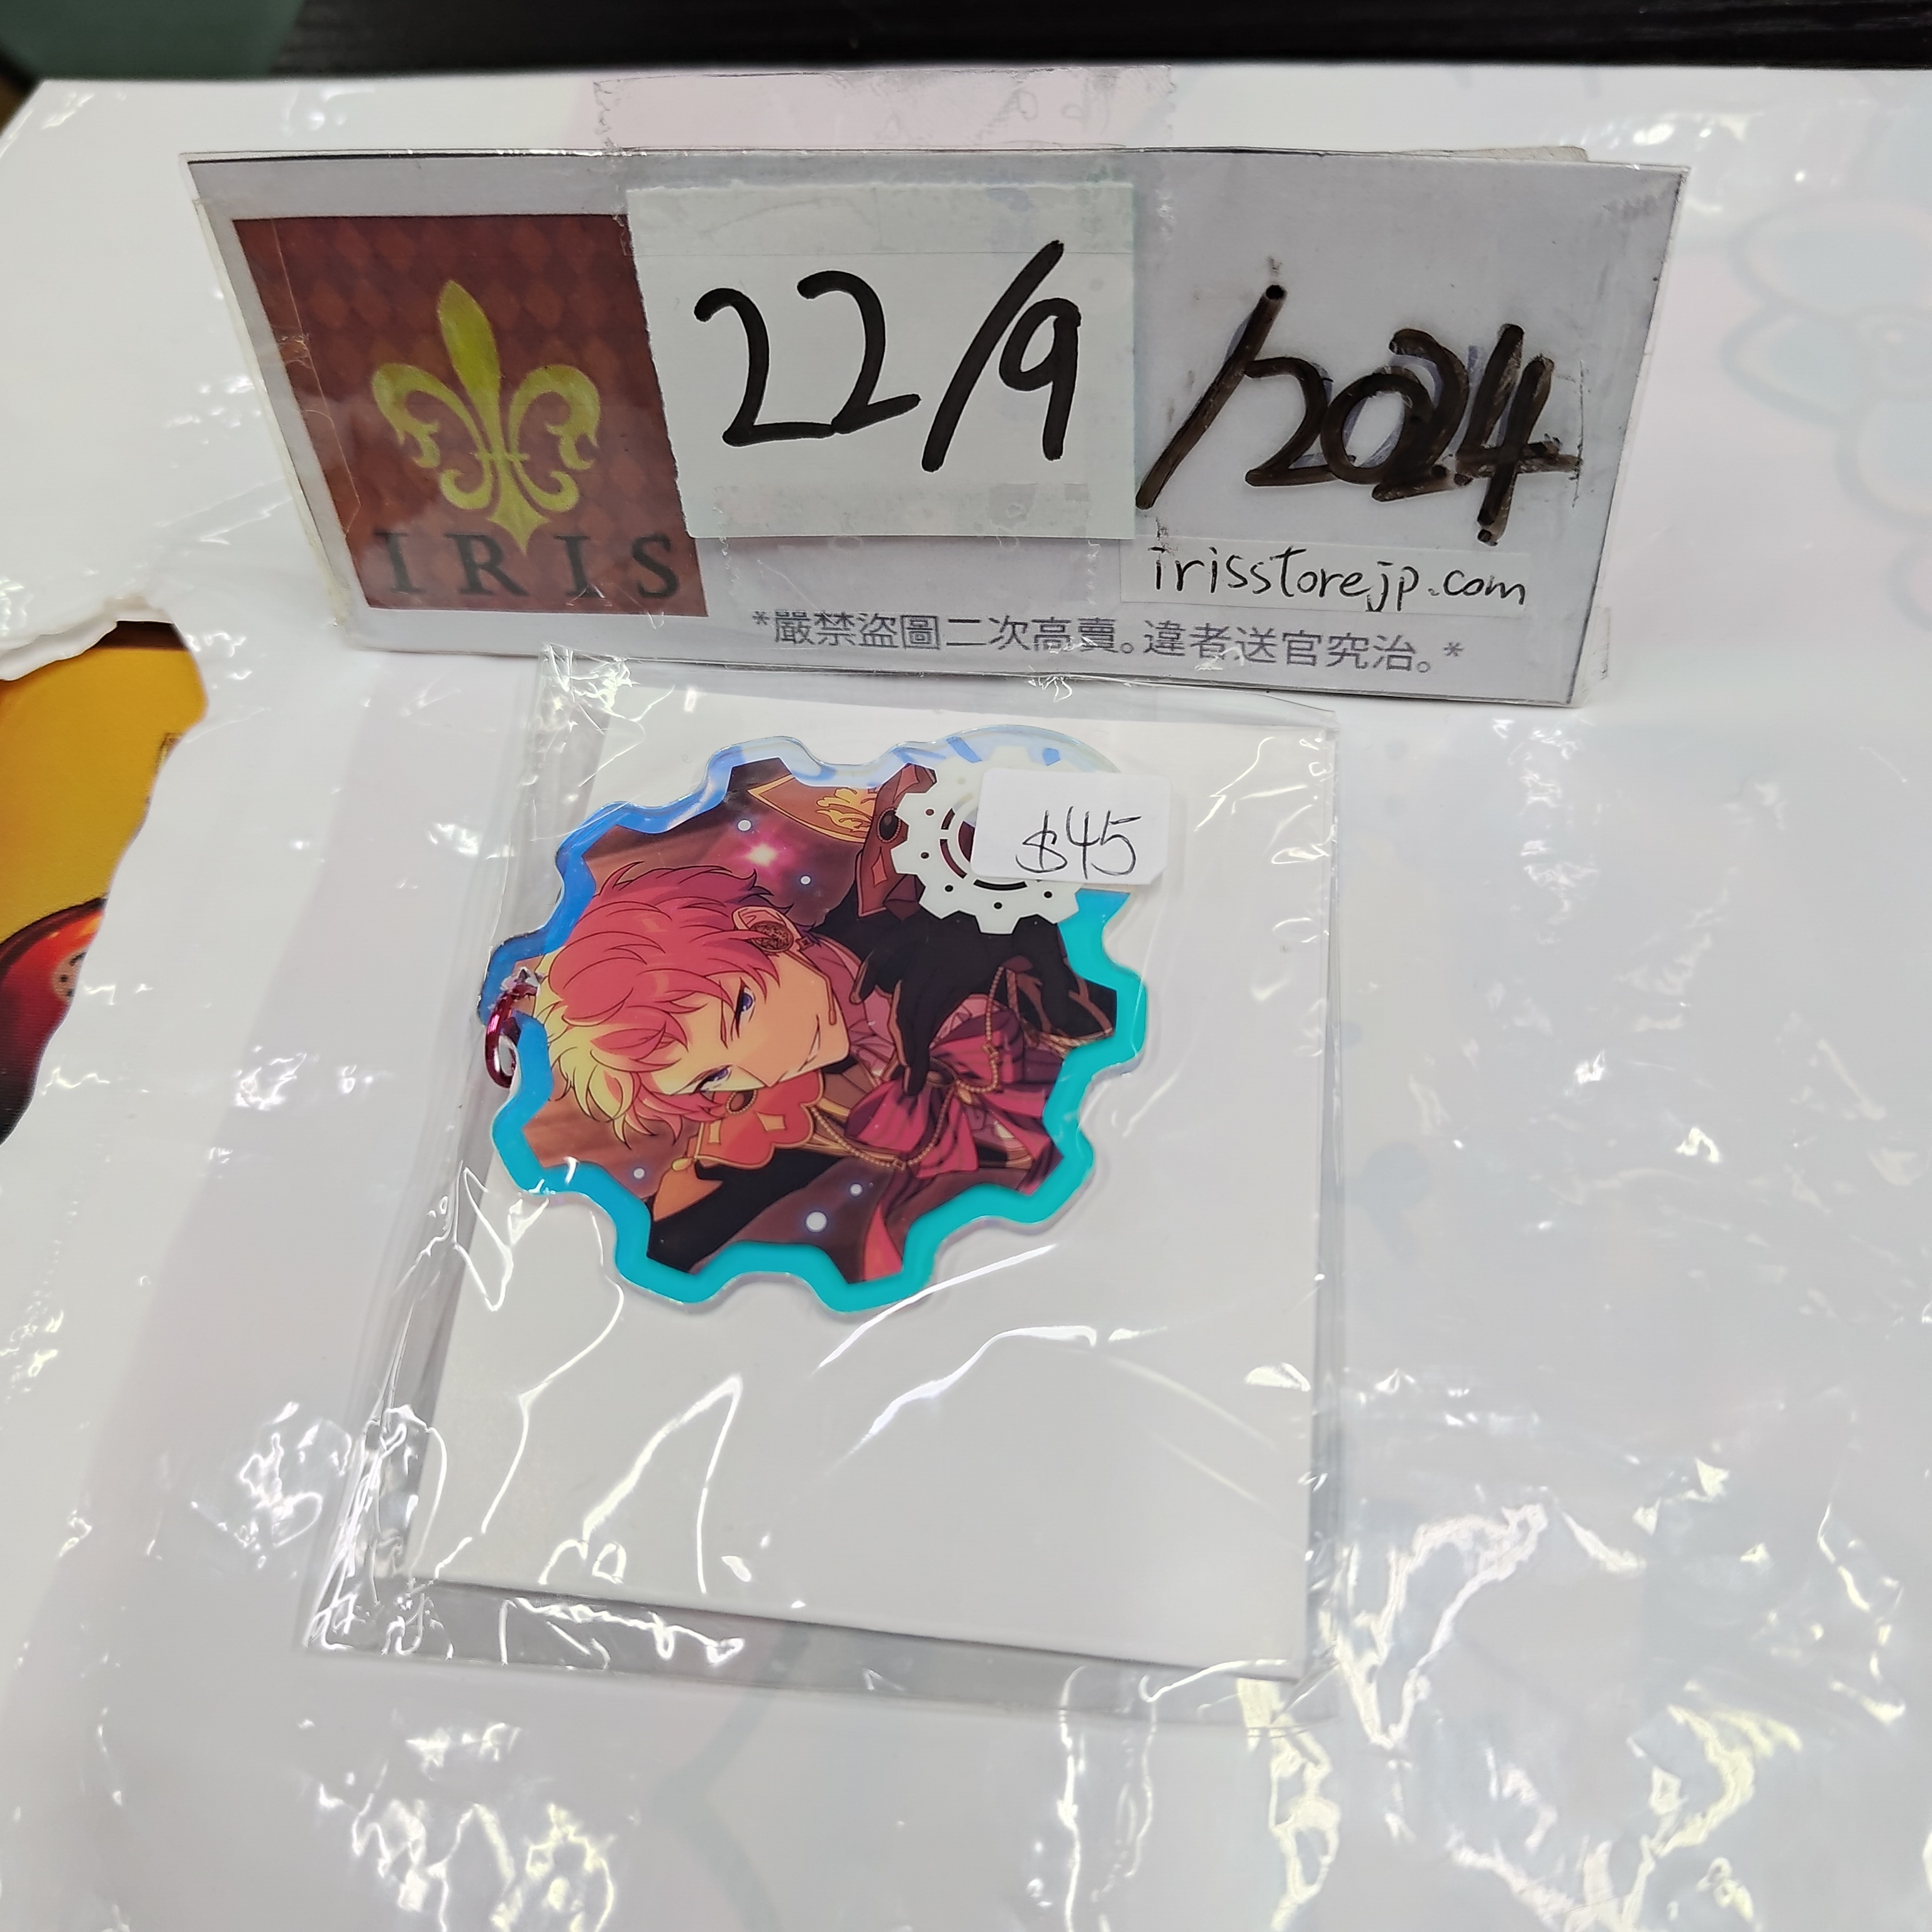 IRIS
22/9
/2024
irisstorejp.com
*嚴禁盜圖二次高賣。違者送官究治。*
$45